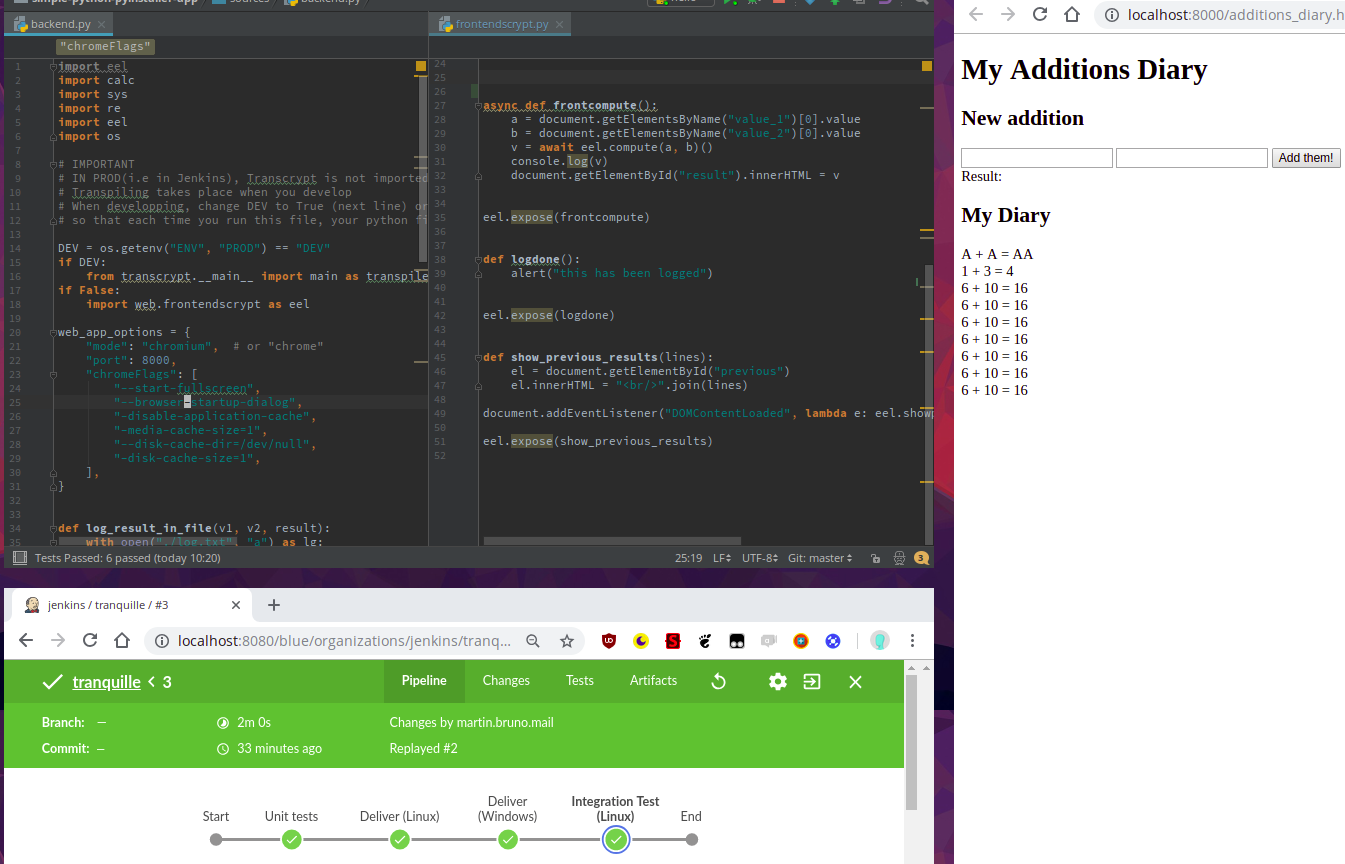 simple-python-pyinstaller-app sources backend.py
backend.py
"chromeFlags"
1 import eel
2 import calc
3 import sys
4 import re
5 import eel
6 import os
7
8 # IMPORTANT
9 # IN PROD(i.e in Jenkins), Transcrypt is not imported
10 # Transpiling takes place when you develop
11 # When developping, change DEV to True (next line) or
12 # so that each time you run this file, your python fi
13
14 DEV = os.getenv("ENV", "PROD") == "DEV"
15 if DEV:
16 from transcrypt.__main__ import main as transpile
17 if False:
18 import web.frontendscrypt as eel
19
20 web_app_options = {
21 "mode": "chromium", # or "chrome"
22 "port": 8000,
23 "chromeFlags": [
24 "--start-fullscreen",
25 "--browser-startup-dialog",
26 "-disable-application-cache",
27 "-media-cache-size=1",
28 "--disk-cache-dir=/dev/null",
29 "-disk-cache-size=1",
30 ],
31 }
32
33
34 def log_result_in_file(v1, v2, result):
35 with open("./log.txt", "a") as lg:
frontendscrypt.py
24
25
26
27 async def frontcompute():
28 a = document.getElementsByName("value_1")[0].value
29 b = document.getElementsByName("value_2")[0].value
30 v = await eel.compute(a, b)()
31 console.log(v)
32 document.getElementById("result").innerHTML = v
33
34
35 eel.expose(frontcompute)
36
37
38 def logdone():
39 alert("this has been logged")
40
41
42 eel.expose(logdone)
43
44
45 def show_previous_results(lines):
46 el = document.getElementById("previous")
47 el.innerHTML = "<br/>".join(lines)
48
49 document.addEventListener("DOMContentLoaded", lambda e: eel.show
50
51 eel.expose(show_previous_results)
52
Tests Passed: 6 passed (today 10:20)
25:19 LF UTF-8 Git: master 3
localhost:8000/additions_diary.h
My Additions Diary
New addition
Add them!
Result:
My Diary
A + A = AA
1 + 3 = 4
6 + 10 = 16
6 + 10 = 16
6 + 10 = 16
6 + 10 = 16
6 + 10 = 16
6 + 10 = 16
6 + 10 = 16
jenkins / tranquille / #3
localhost:8080/blue/organizations/jenkins/tranq...
tranquille < 3
Pipeline Changes Tests Artifacts
Branch: — 2m 0s Changes by martin.bruno.mail
Commit: — 33 minutes ago Replayed #2
Start
Unit tests
Deliver (Linux)
Deliver
(Windows)
Integration Test
(Linux)
End